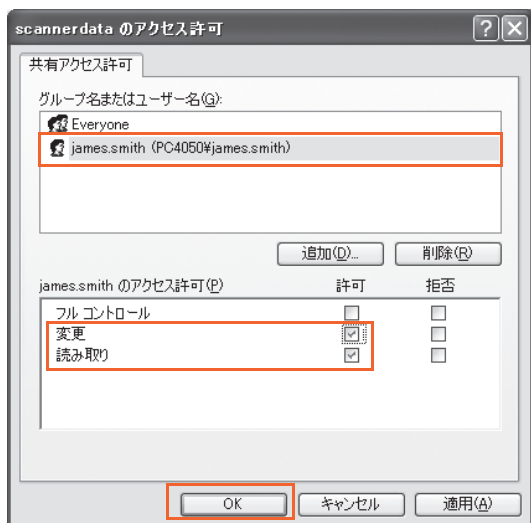 scannerdata のアクセス許可
共有アクセス許可
グループ名またはユーザー名(G):
Everyone
james.smith (PC4050¥james.smith)
追加(D)...
削除(R)
james.smith のアクセス許可(P) 許可 拒否
フル コントロール
変更
読み取り
OK キャンセル 適用(A)